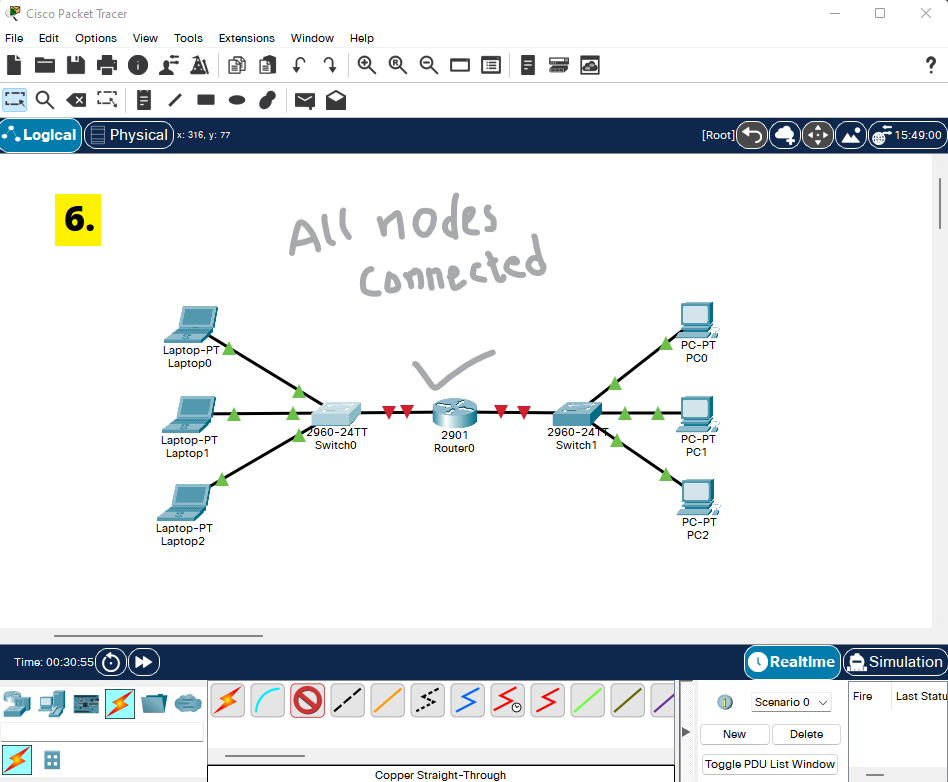 Cisco Packet Tracer
File Edit Options View Tools Extensions Window Help
?
Logical Physical x: 316, y: 77 [Root] 15:49:00
6.
All nodes
connected
Laptop-PT
Laptop0
PC-PT
PC0
Laptop-PT
Laptop1
2960-24TT
Switch0
2901
Router0
2960-24TT
Switch1
PC-PT
PC1
Laptop-PT
Laptop2
PC-PT
PC2
Time: 00:30:55 Realtime Simulation
Scenario 0
Fire Last Statu
New Delete
Toggle PDU List Window
Copper Straight-Through